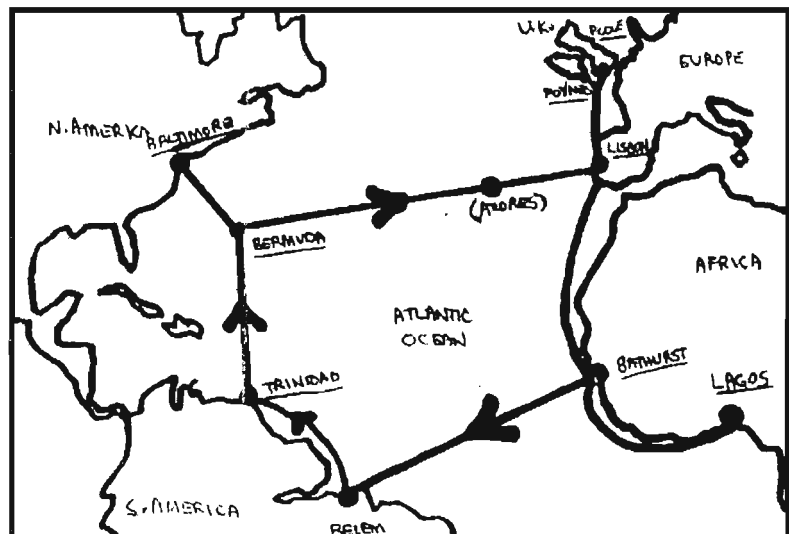 U.K.
POOLE
EUROPE
FOYNES
N. AMERICA
BALTIMORE
LISBON
(AZORES)
BERMUDA
AFRICA
ATLANTIC
OCEAN
BATHURST
TRINIDAD
LAGOS
S. AMERICA
BELEM